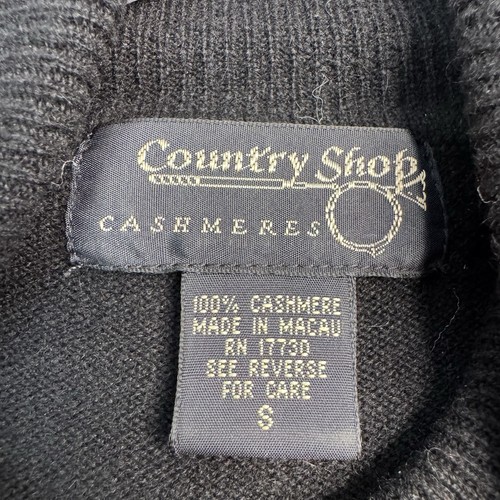 Country Shop
CASHMERES
100% CASHMERE
MADE IN MACAU
RN 17730
SEE REVERSE
FOR CARE
S